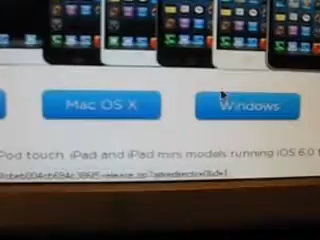 Mac OS X
Windows
Pod touch, iPad and iPad mini models running iOS 6.0